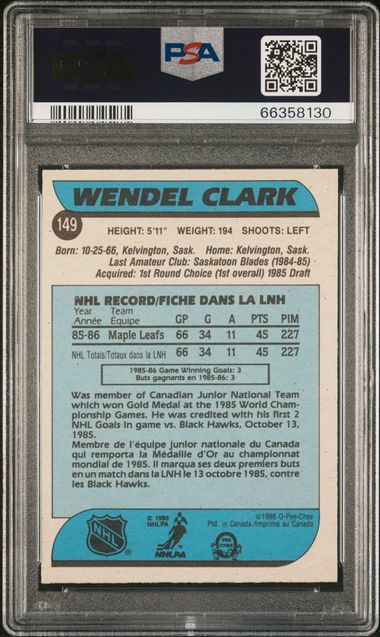 PSA
PSA
66358130
WENDEL CLARK
149
HEIGHT: 5'11" WEIGHT: 194 SHOOTS: LEFT
Born: 10-25-66, Kelvington, Sask. Home: Kelvington, Sask.
Last Amateur Club: Saskatoon Blades (1984-85)
Acquired: 1st Round Choice (1st overall) 1985 Draft
NHL RECORD/FICHE DANS LA LNH
Year Team
Année Équipe GP G A PTS PIM
85-86 Maple Leafs 66 34 11 45 227
NHL Totals/Totaux dans la LNH 66 34 11 45 227
1985-86 Game Winning Goals: 3
Buts gagnants en 1985-86: 3
Was member of Canadian Junior National Team
which won Gold Medal at the 1985 World Cham-
pionship Games. He was credited with his first 2
NHL Goals in game vs. Black Hawks, October 13,
1985.
Membre de l'équipe junior nationale du Canada
qui remporta la Médaille d'Or au championnat
mondial de 1985. Il marqua ses deux premiers buts
en un match dans la LNH le 13 octobre 1985, contre
les Black Hawks.
© 1986
NHLPA
©1986 O-Pee-Chee
Ptd. in Canada/Imprimé au Canada
NHL
NHLPA
O-PEE-CHEE